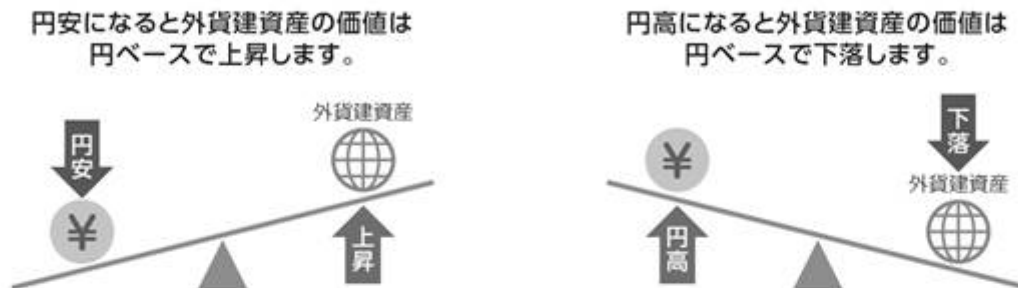 円安になると外貨建資産の価値は
円ベースで上昇します。
円安
¥
外貨建資産
上昇
円高になると外貨建資産の価値は
円ベースで下落します。
¥
円高
下落
外貨建資産